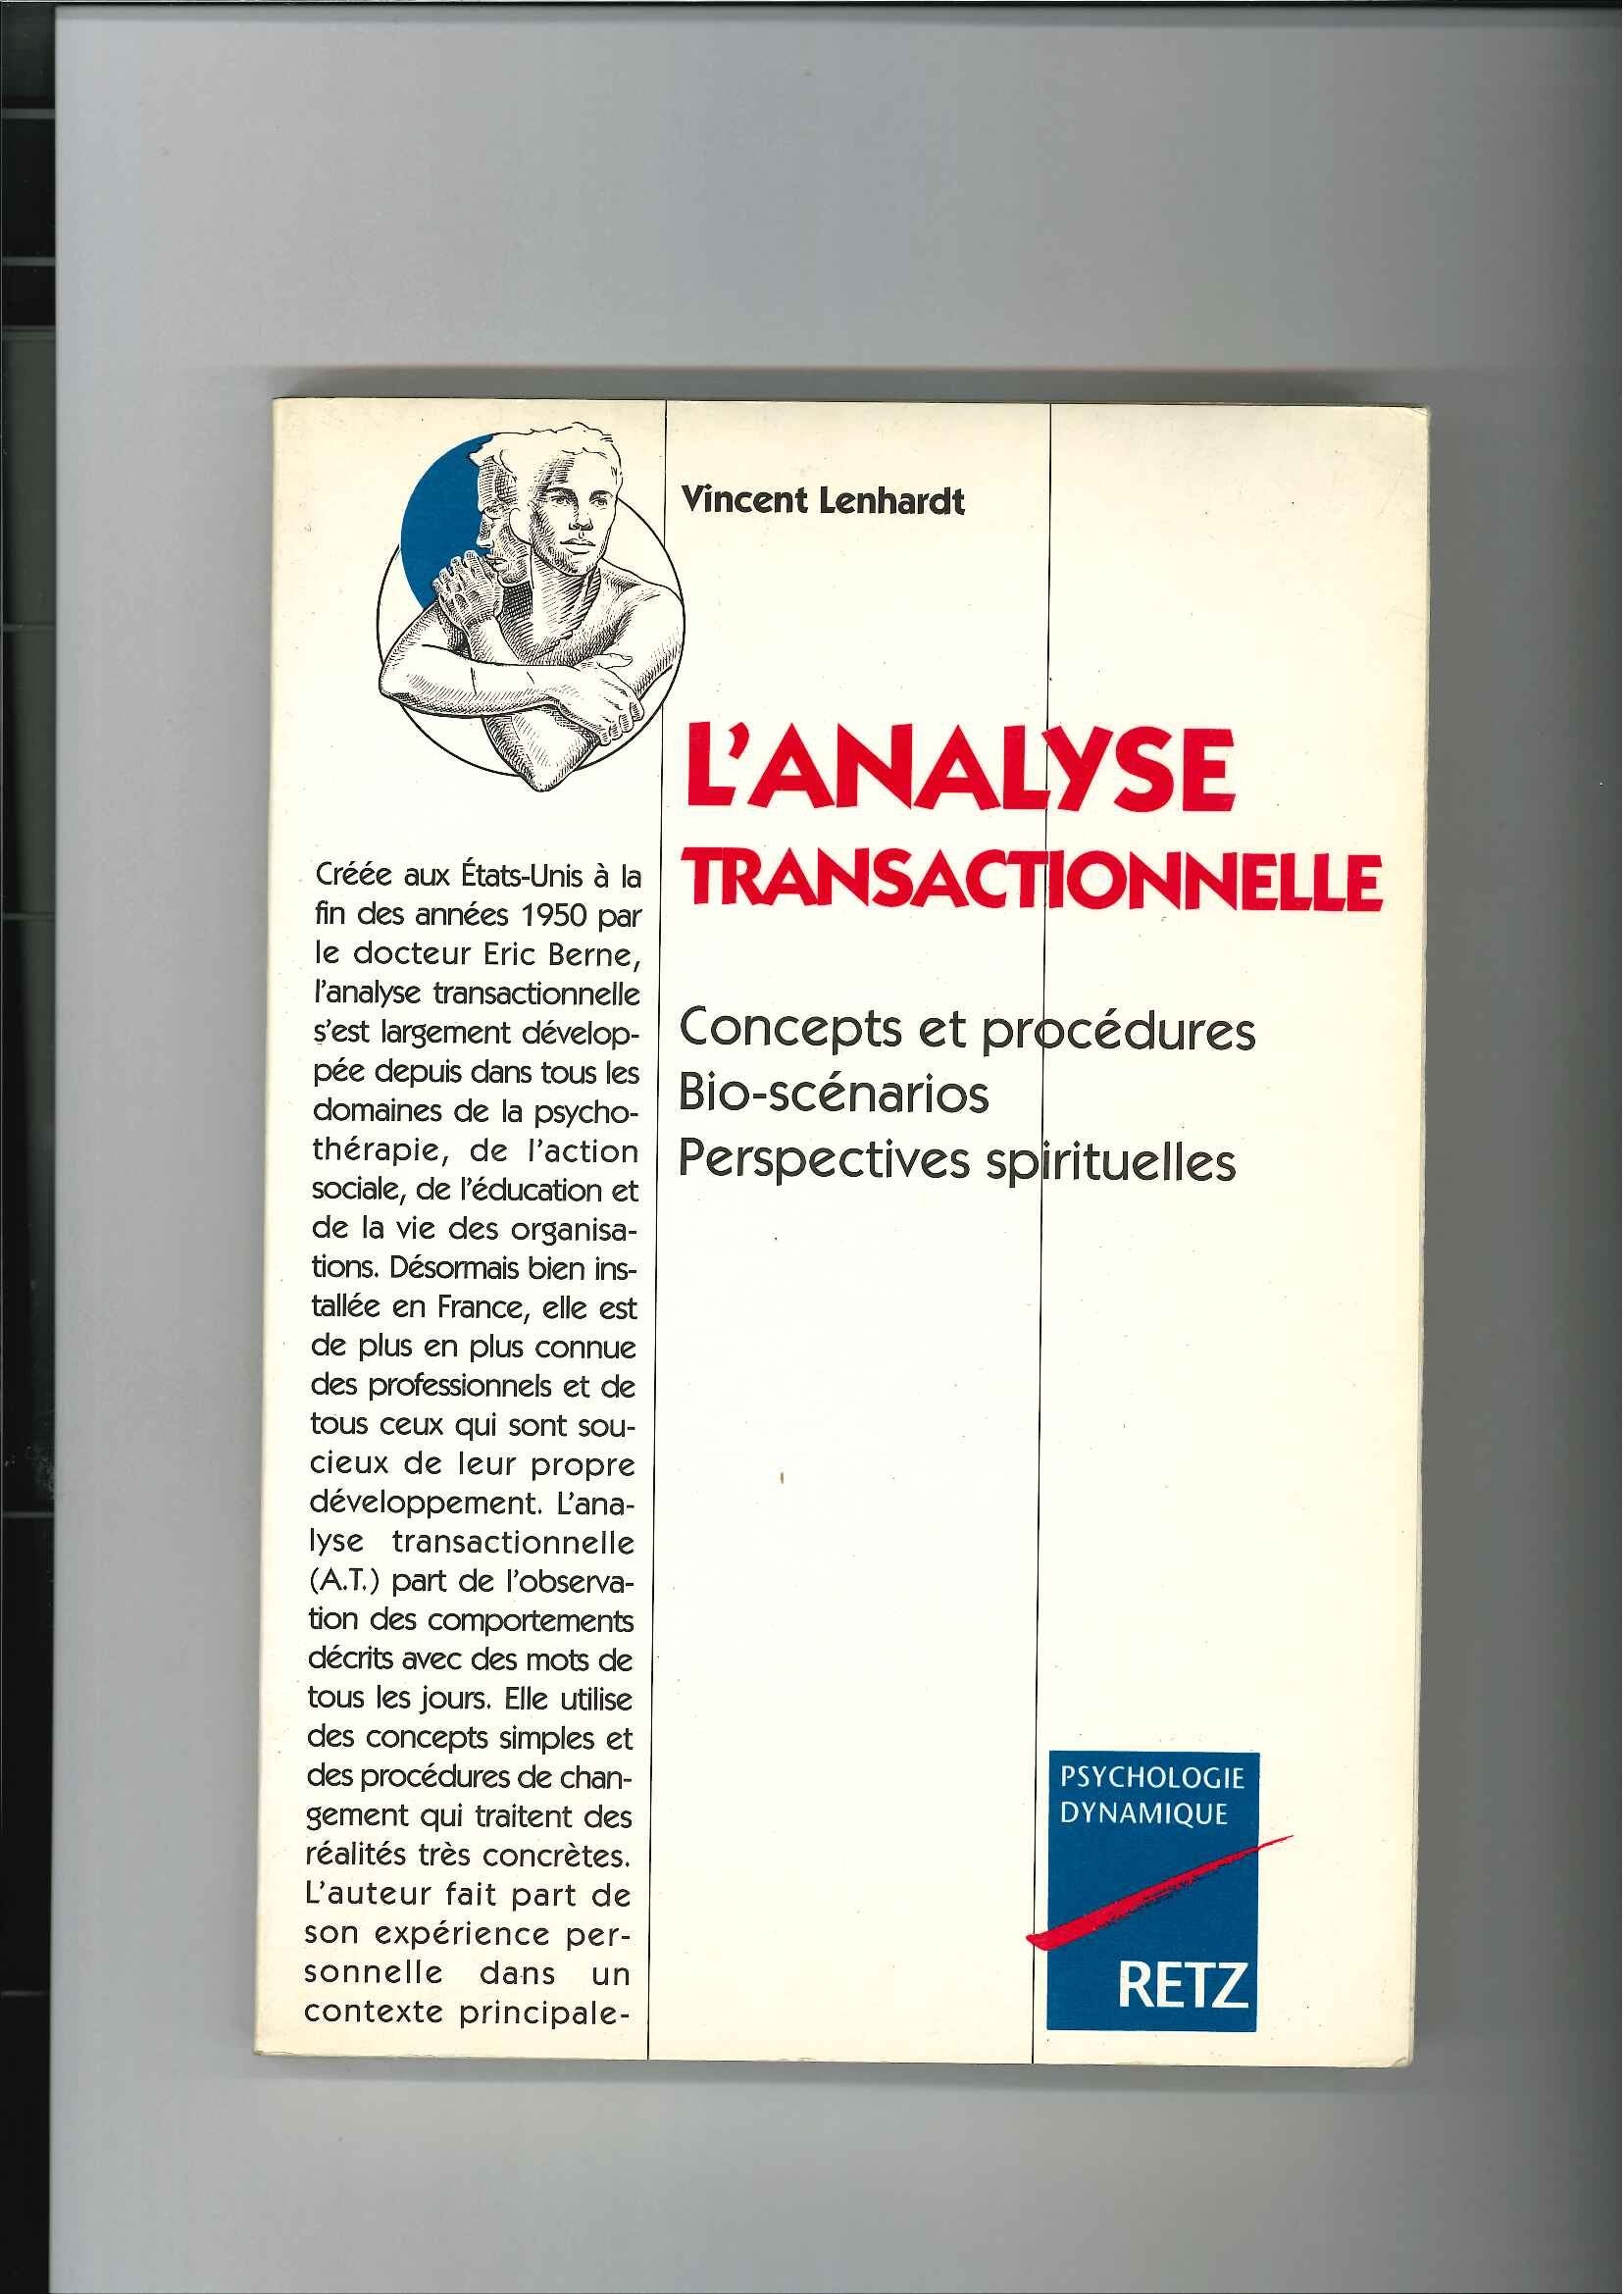 Vincent Lenhardt
L'ANALYSE
TRANSACTIONNELLE
Concepts et procédures
Bio-scénarios
Perspectives spirituelles
Créée aux États-Unis à la
fin des années 1950 par
le docteur Eric Berne,
l'analyse transactionnelle
s'est largement dévelop-
pée depuis dans tous les
domaines de la psycho-
thérapie, de l'action
sociale, de l'éducation et
de la vie des organisa-
tions. Désormais bien ins-
tallée en France, elle est
de plus en plus connue
des professionnels et de
tous ceux qui sont sou-
cieux de leur propre
développement. L'ana-
lyse transactionnelle
(A.T.) part de l'observa-
tion des comportements
décrits avec des mots de
tous les jours. Elle utilise
des concepts simples et
des procédures de chan-
gement qui traitent des
réalités très concrètes.
L'auteur fait part de
son expérience per-
sonnelle dans un
contexte principale-
PSYCHOLOGIE
DYNAMIQUE
RETZ